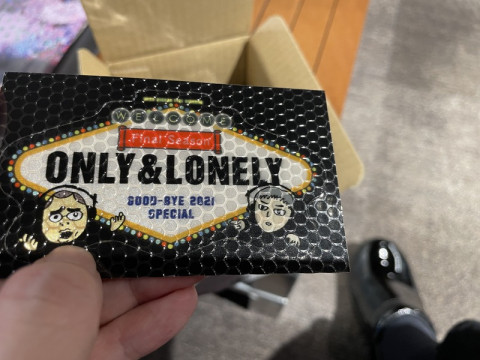 WELCOME
Final Season
ONLY&LONELY
GOOD-BYE 2021
SPECIAL